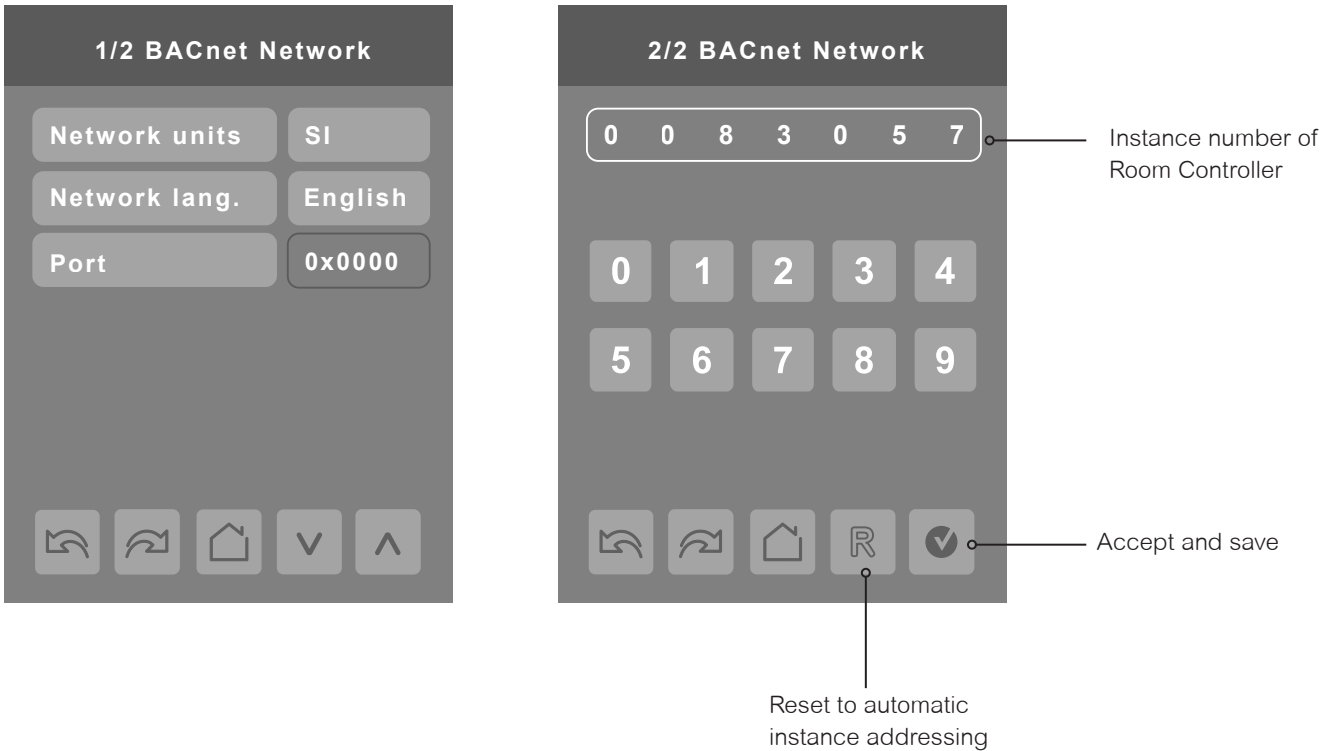 1/2 BACnet Network
Network units SI
Network lang. English
Port 0x0000
2/2 BACnet Network
0 0 8 3 0 5 7
Instance number of
Room Controller
0 1 2 3 4
5 6 7 8 9
R
Accept and save
Reset to automatic
instance addressing